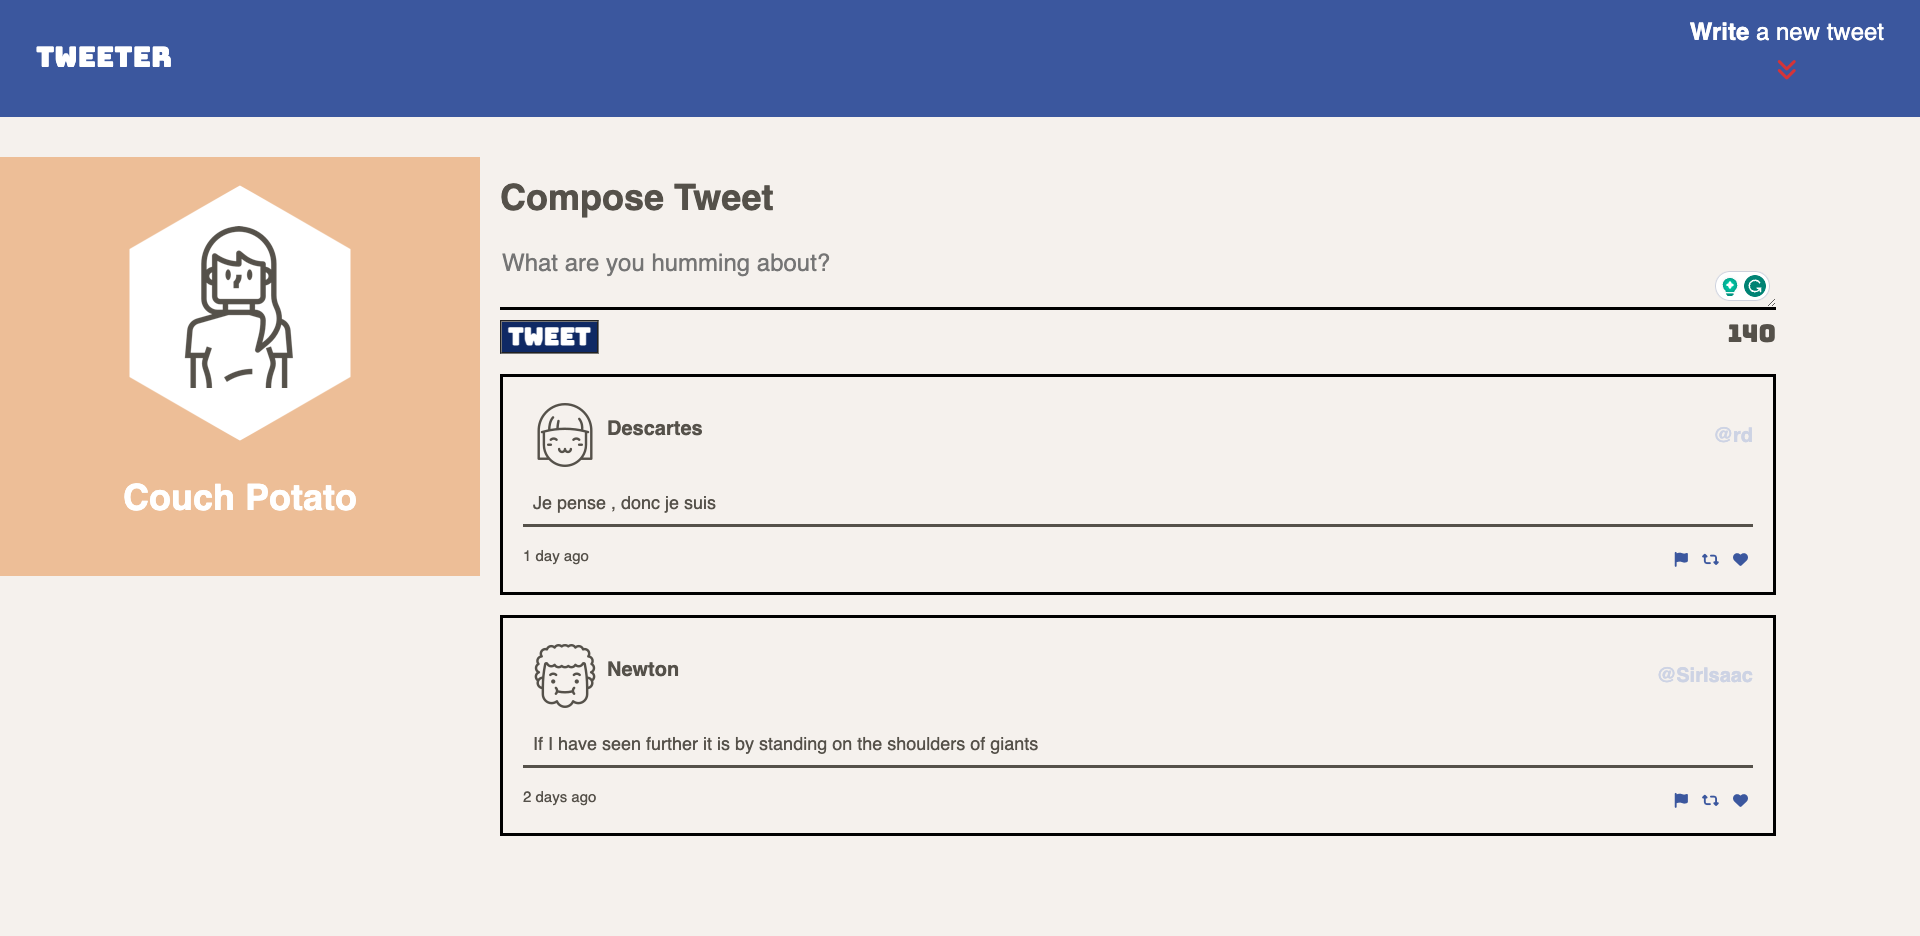 TWEETER
Write a new tweet
Couch Potato
Compose Tweet
What are you humming about?
TWEET
140
Descartes
@rd
Je pense , donc je suis
1 day ago
Newton
@SirIsaac
If I have seen further it is by standing on the shoulders of giants
2 days ago